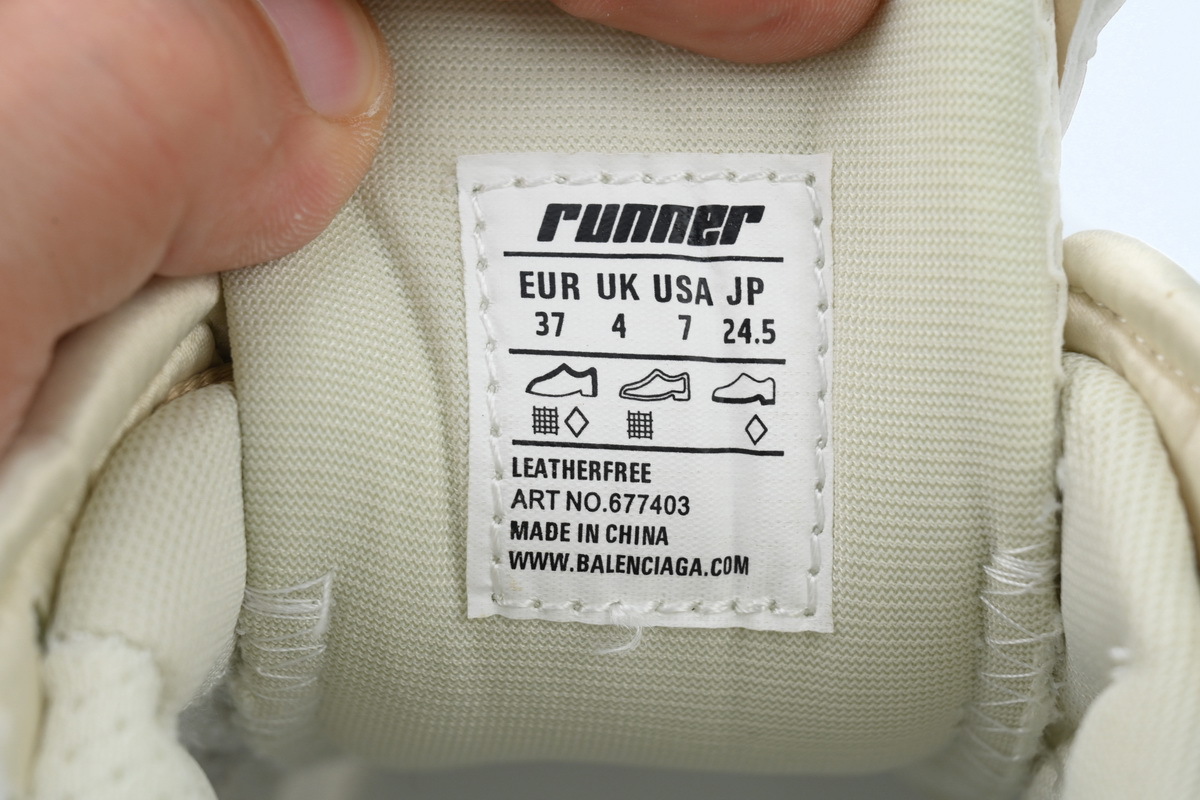 runner
EUR UK USA JP
37 4 7 24.5
LEATHERFREE
ART NO.677403
MADE IN CHINA
WWW.BALENCIAGA.COM